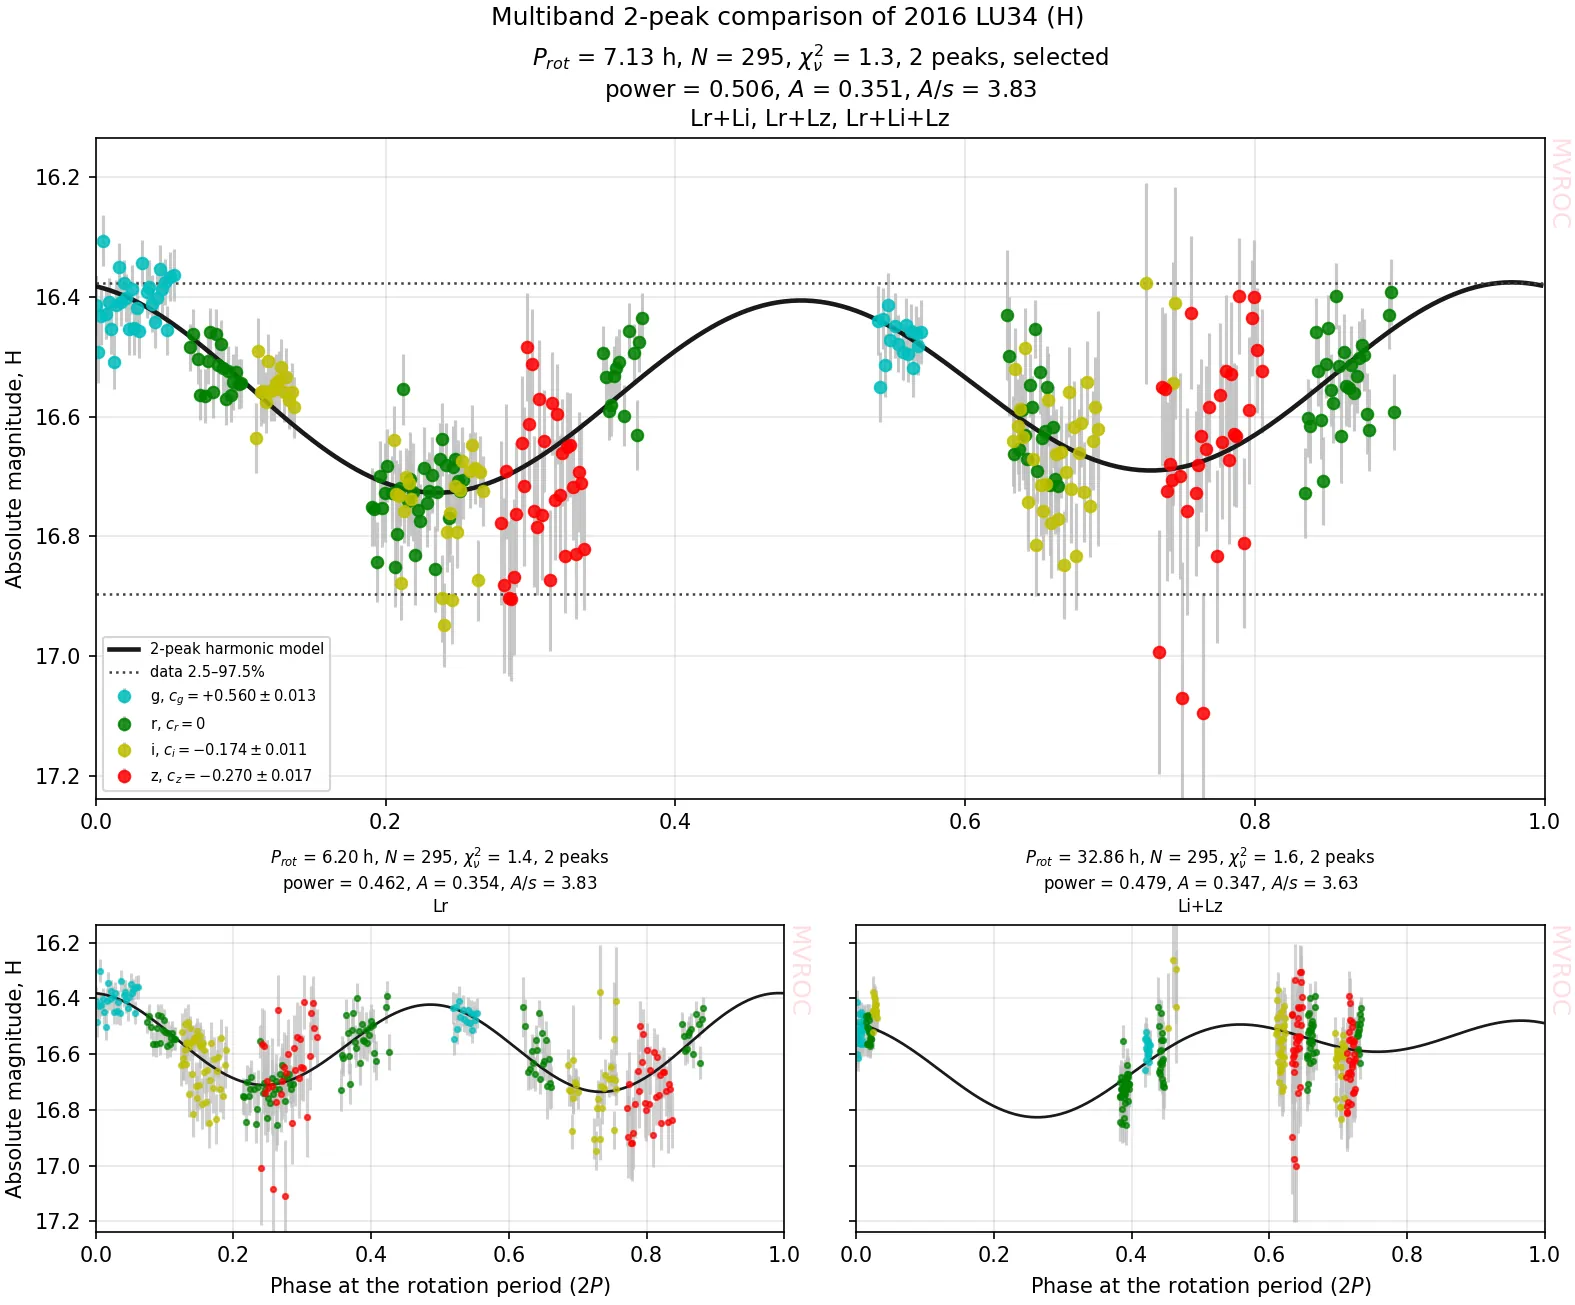 Multiband 2-peak comparison of 2016 LU34 (H)
P_rot = 7.13 h, N = 295, χ²_ν = 1.3, 2 peaks, selected
power = 0.506, A = 0.351, A/s = 3.83
Lr+Li, Lr+Lz, Lr+Li+Lz
MVROC
Absolute magnitude, H
16.2
16.4
16.6
16.8
17.0
17.2
2-peak harmonic model
data 2.5–97.5%
g, c_g = +0.560 ± 0.013
r, c_r = 0
i, c_i = −0.174 ± 0.011
z, c_z = −0.270 ± 0.017
0.0 0.2 0.4 0.6 0.8 1.0
P_rot = 6.20 h, N = 295, χ²_ν = 1.4, 2 peaks
power = 0.462, A = 0.354, A/s = 3.83
Lr
MVROC
Absolute magnitude, H
16.2
16.4
16.6
16.8
17.0
17.2
0.0 0.2 0.4 0.6 0.8 1.0
Phase at the rotation period (2P)
P_rot = 32.86 h, N = 295, χ²_ν = 1.6, 2 peaks
power = 0.479, A = 0.347, A/s = 3.63
Li+Lz
MVROC
0.0 0.2 0.4 0.6 0.8 1.0
Phase at the rotation period (2P)